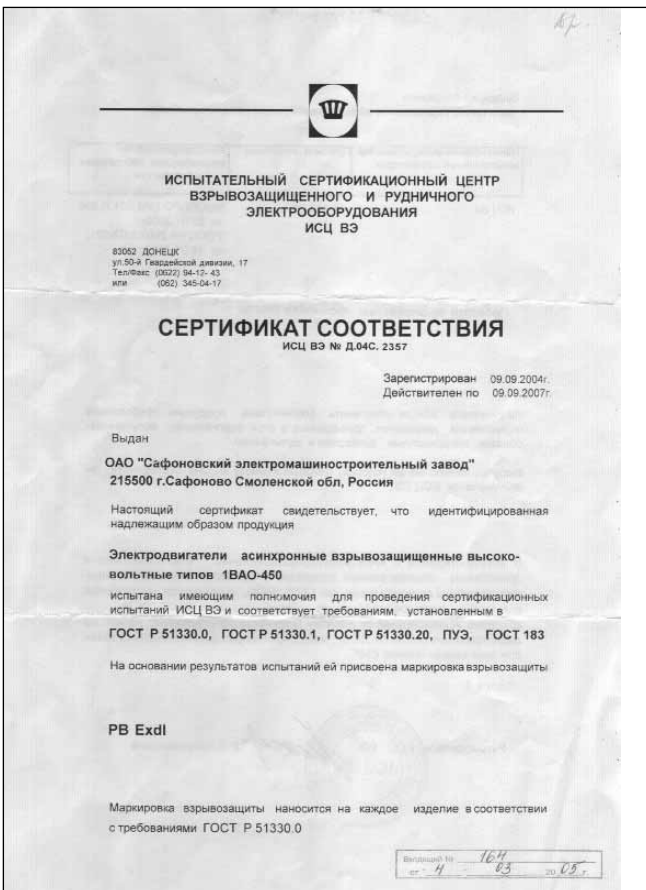 ИСПЫТАТЕЛЬНЫЙ СЕРТИФИКАЦИОННЫЙ ЦЕНТР
ВЗРЫВОЗАЩИЩЕННОГО И РУДНИЧНОГО
ЭЛЕКТРООБОРУДОВАНИЯ
ИСЦ ВЭ
83052 ДОНЕЦК
ул.50-й Гвардейской дивизии, 17
Тел/Факс (0622) 94-12- 43
или (062) 345-04-17
СЕРТИФИКАТ СООТВЕТСТВИЯ
ИСЦ ВЭ № Д.04С. 2357
Зарегистрирован 09.09.2004г.
Действителен по 09.09.2007г.
Выдан
ОАО "Сафоновский электромашиностроительный завод"
215500 г.Сафоново Смоленской обл, Россия
Настоящий сертификат свидетельствует, что идентифицированная
надлежащим образом продукция
Электродвигатели асинхронные взрывозащищенные высоко-
вольтные типов 1ВАО-450
испытана имеющим полномочия для проведения сертификационных
испытаний ИСЦ ВЭ и соответствует требованиям, установленным в
ГОСТ Р 51330.0, ГОСТ Р 51330.1, ГОСТ Р 51330.20, ПУЭ, ГОСТ 183
На основании результатов испытаний ей присвоена маркировка взрывозащиты
РВ ExdI
Маркировка взрывозащиты наносится на каждое изделие в соответствии
с требованиями ГОСТ Р 51330.0
Входящий № 164
от 4 03 2005 г.